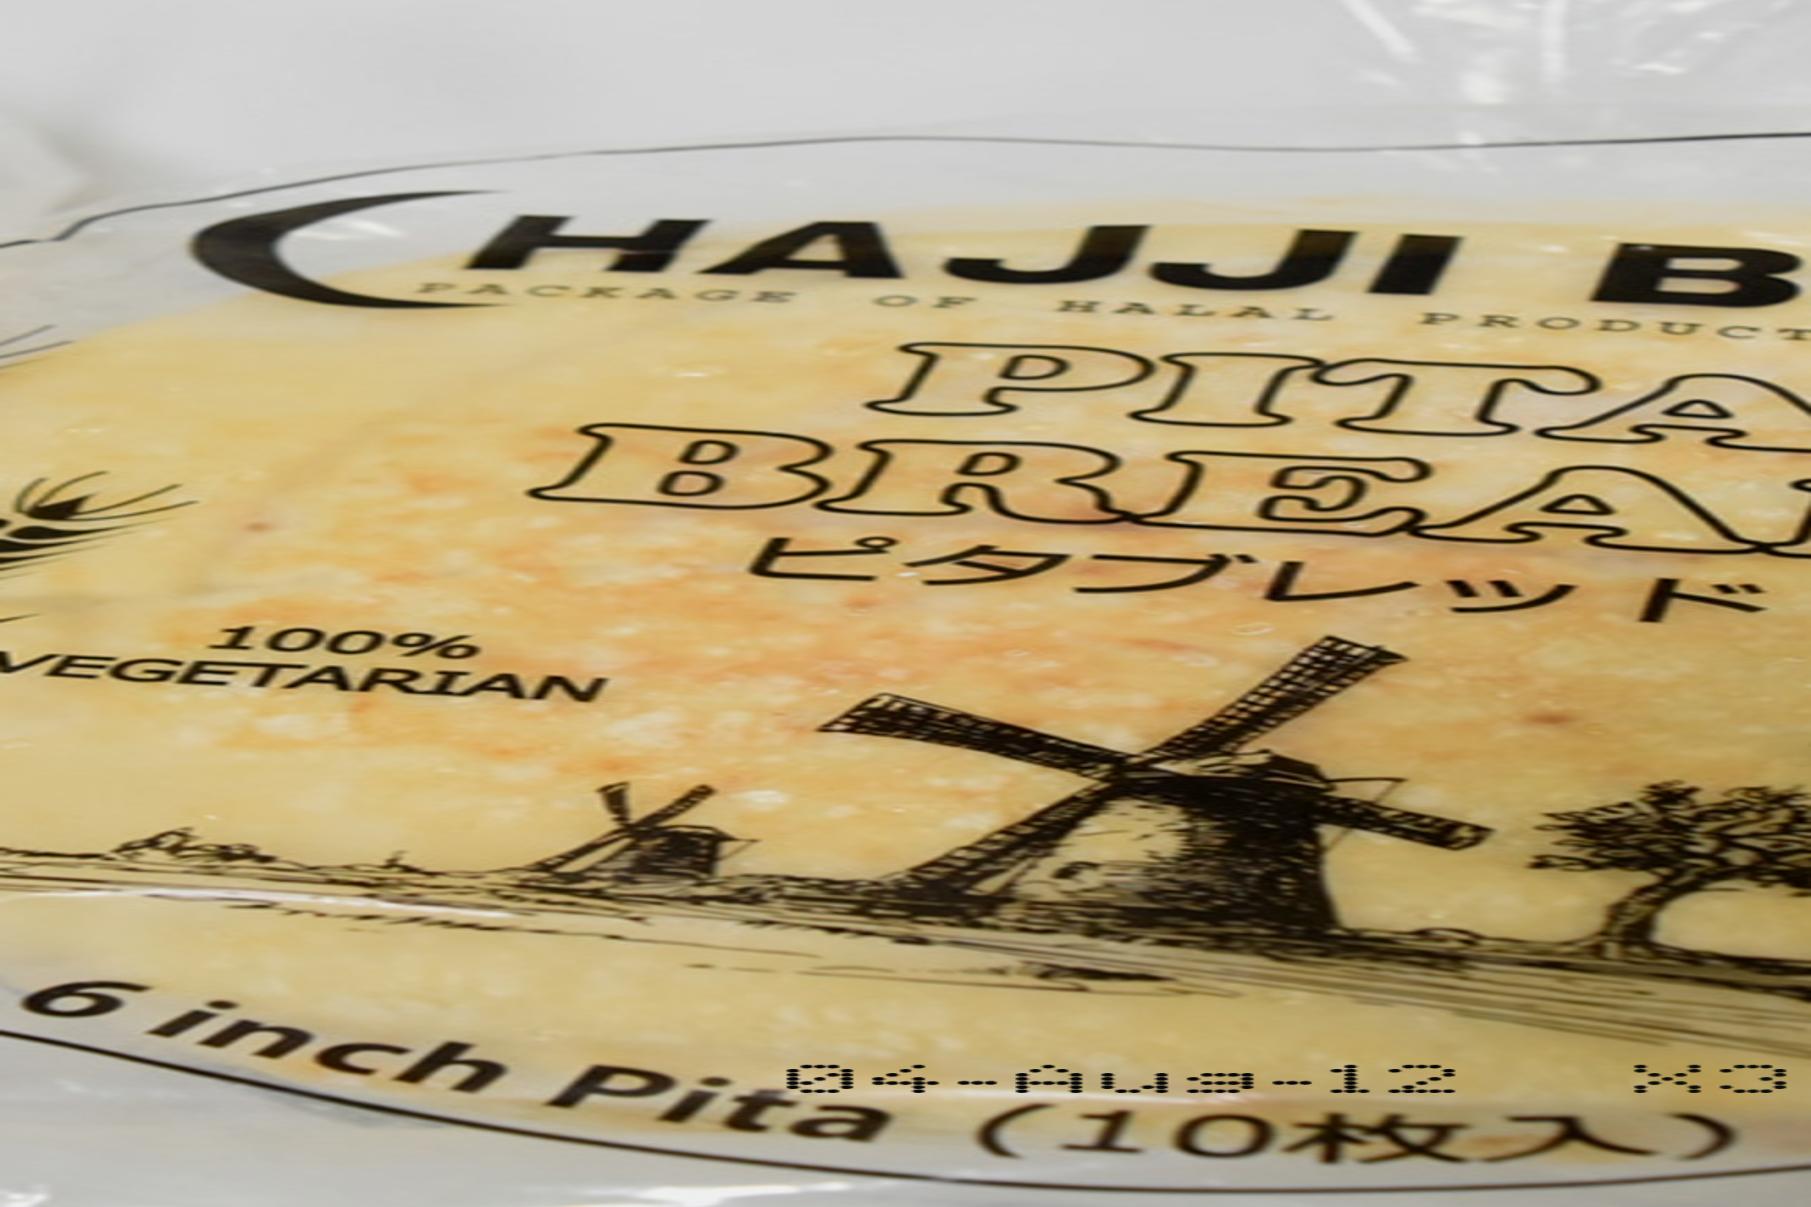 HAJJI B
PACKAGE OF HALAL PRODUCT
PITA
BREA
ピタブレッド
100%
VEGETARIAN
04-Aug-12 X3
6 inch Pita (10枚入)